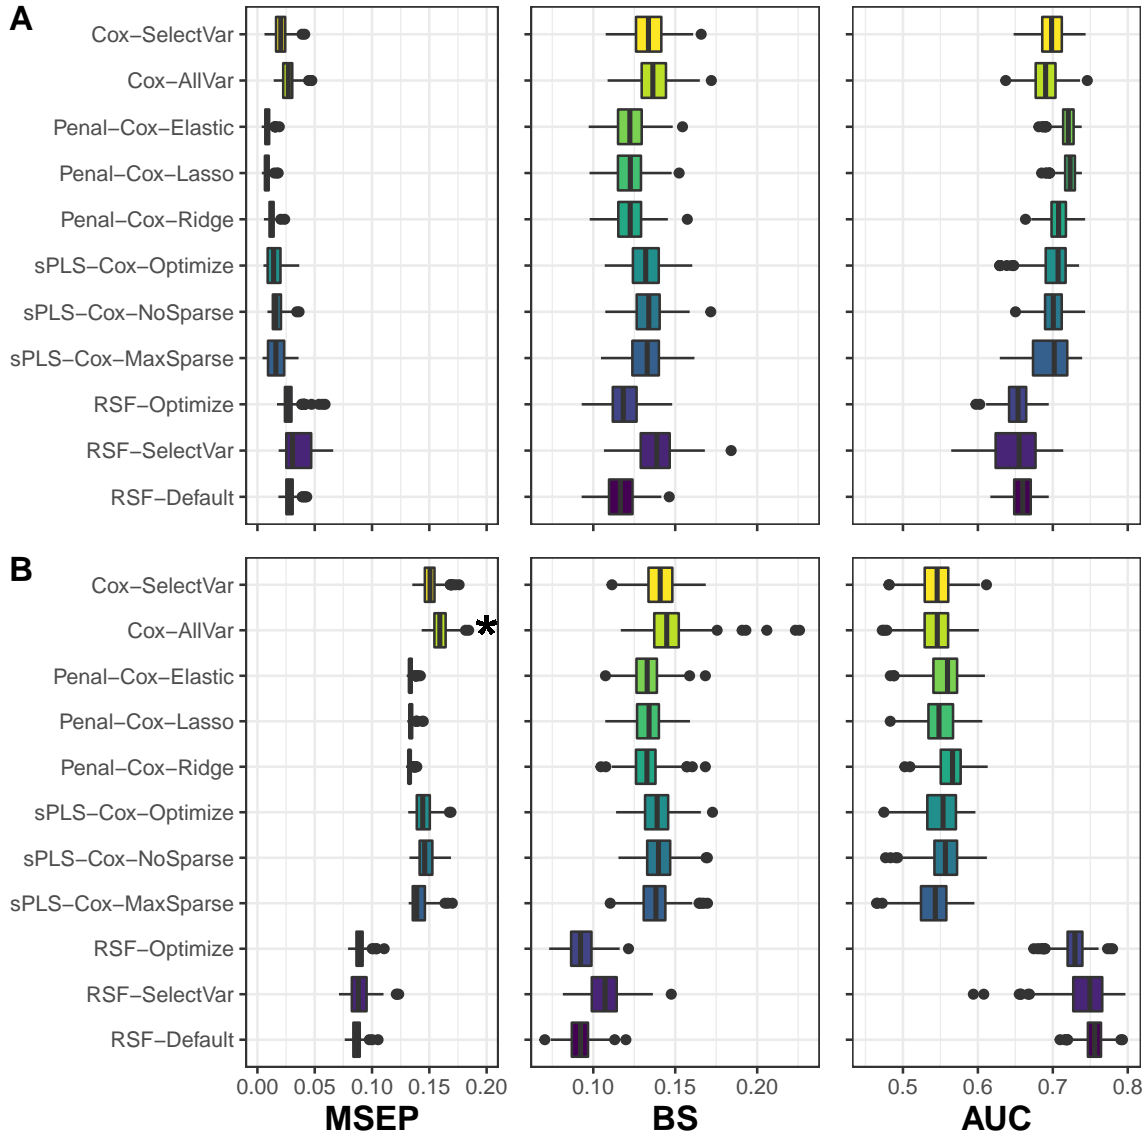 A
Cox−SelectVar
Cox−AllVar
Penal−Cox−Elastic
Penal−Cox−Lasso
Penal−Cox−Ridge
sPLS−Cox−Optimize
sPLS−Cox−NoSparse
sPLS−Cox−MaxSparse
RSF−Optimize
RSF−SelectVar
RSF−Default
B
Cox−SelectVar
Cox−AllVar
*
Penal−Cox−Elastic
Penal−Cox−Lasso
Penal−Cox−Ridge
sPLS−Cox−Optimize
sPLS−Cox−NoSparse
sPLS−Cox−MaxSparse
RSF−Optimize
RSF−SelectVar
RSF−Default
0.00 0.05 0.10 0.15 0.20 0.10 0.15 0.20 0.5 0.6 0.7 0.8
MSEP BS AUC